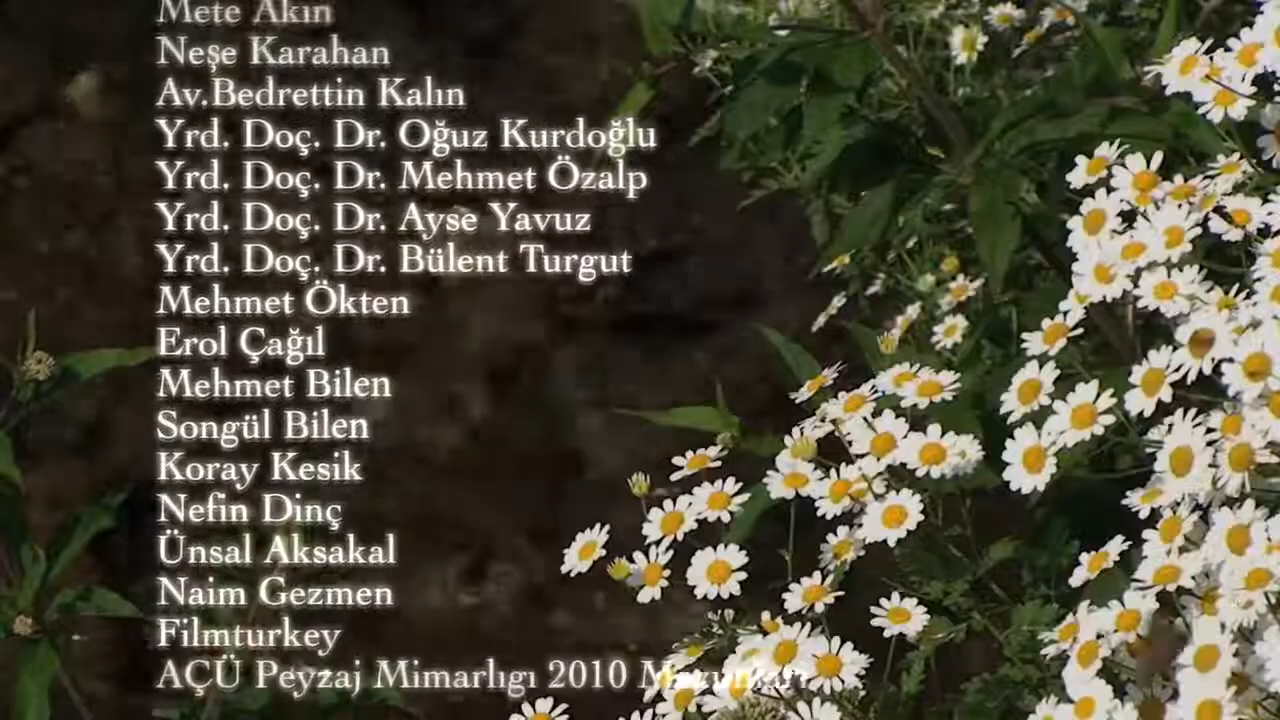 Mete Akın
Neşe Karahan
Av.Bedrettin Kalın
Yrd. Doç. Dr. Oğuz Kurdoğlu
Yrd. Doç. Dr. Mehmet Özalp
Yrd. Doç. Dr. Ayse Yavuz
Yrd. Doç. Dr. Bülent Turgut
Mehmet Ökten
Erol Çağıl
Mehmet Bilen
Songül Bilen
Koray Kesik
Nefin Dinç
Ünsal Aksakal
Naim Gezmen
Filmturkey
AÇÜ Peyzaj Mimarlıgı 2010